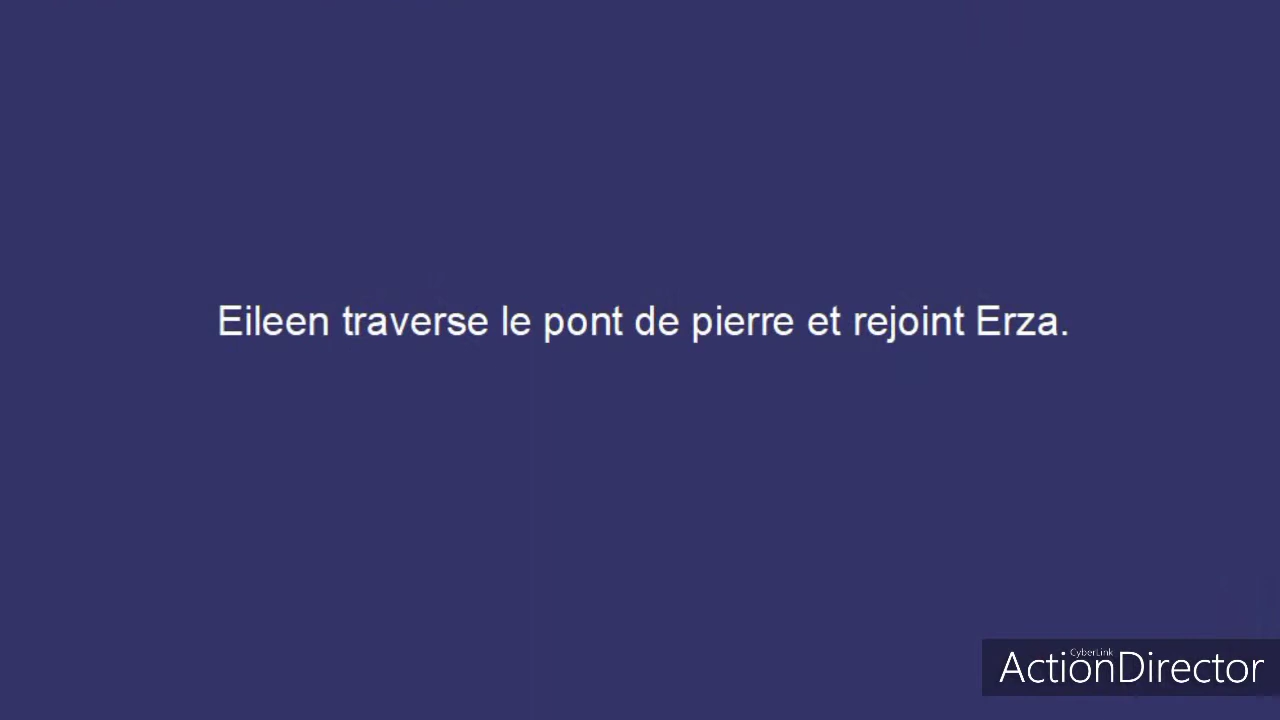 Eileen traverse le pont de pierre et rejoint Erza.
CyberLink
ActionDirector